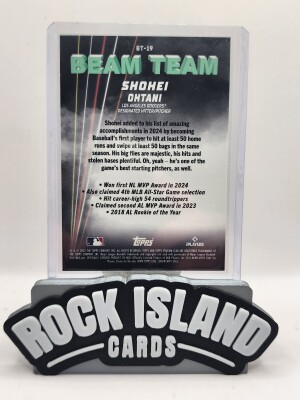 BT-19
BEAM TEAM
SHOHEI
OHTANI
LOS ANGELES DODGERS®
DESIGNATED HITTER/PITCHER
Shohei added to his list of amazing
accomplishments in 2024 by becoming
Baseball's first player to hit at least 50 home
runs and swipe at least 50 bags in the same
season. His big flies are majestic, his hits and
stolen bases plentiful. Oh, yeah – he's one of the
game's best starting pitchers, as well.
• Won first NL MVP Award in 2024
• Also claimed 4th MLB All-Star Game selection
• Hit career-high 54 roundtrippers
• Claimed second AL MVP Award in 2023
• 2018 AL Rookie of the Year
Topps
PLAYERS
ROCK ISLAND
CARDS